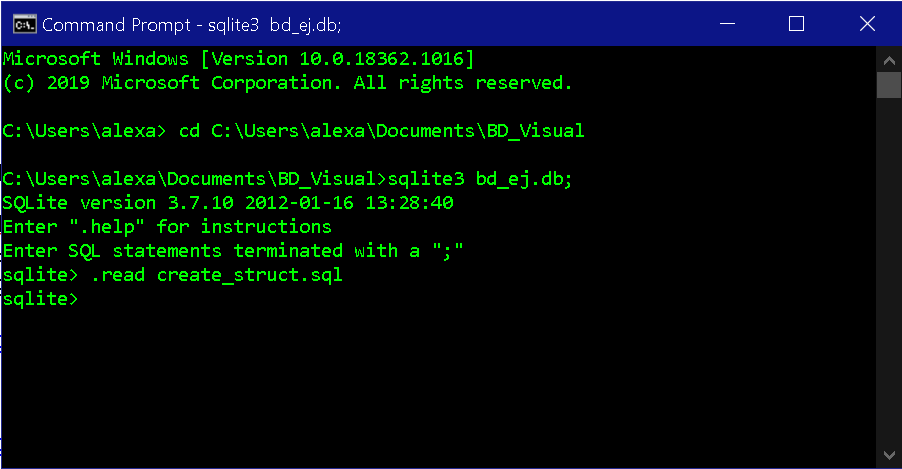 Command Prompt - sqlite3  bd_ej.db;
Microsoft Windows [Version 10.0.18362.1016]
(c) 2019 Microsoft Corporation. All rights reserved.
C:\Users\alexa> cd C:\Users\alexa\Documents\BD_Visual
C:\Users\alexa\Documents\BD_Visual>sqlite3 bd_ej.db;
SQLite version 3.7.10 2012-01-16 13:28:40
Enter ".help" for instructions
Enter SQL statements terminated with a ";"
sqlite> .read create_struct.sql
sqlite>